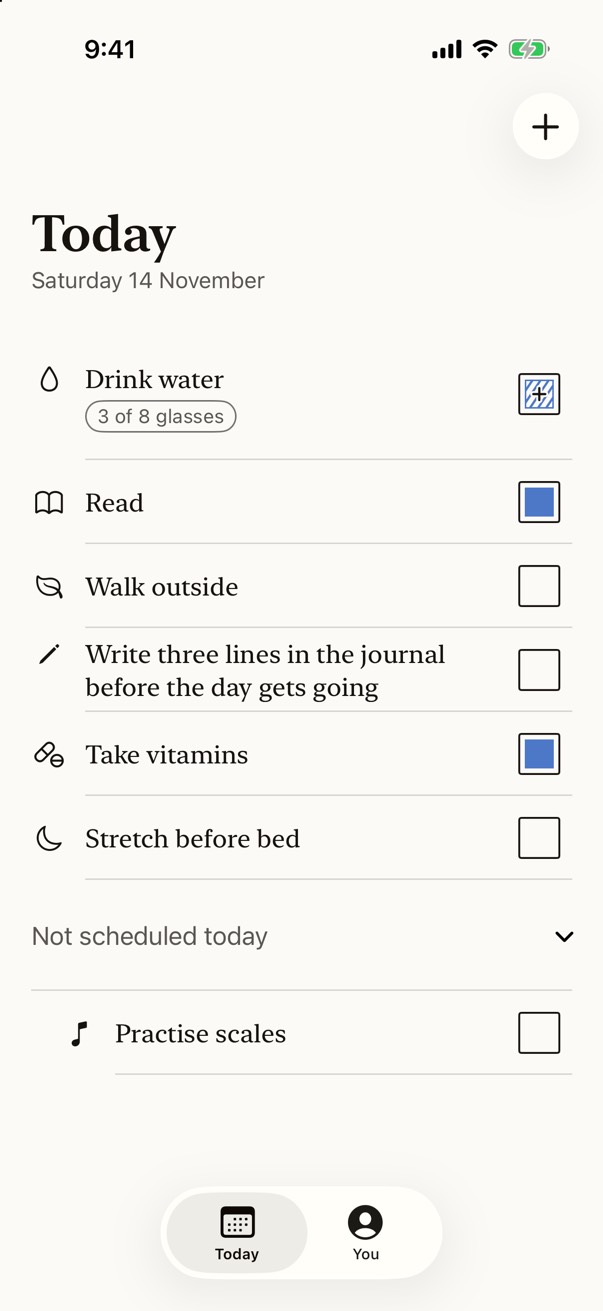 9:41
Today
Saturday 14 November
Drink water
3 of 8 glasses
Read
Walk outside
Write three lines in the journal
before the day gets going
Take vitamins
Stretch before bed
Not scheduled today
Practise scales
Today
You